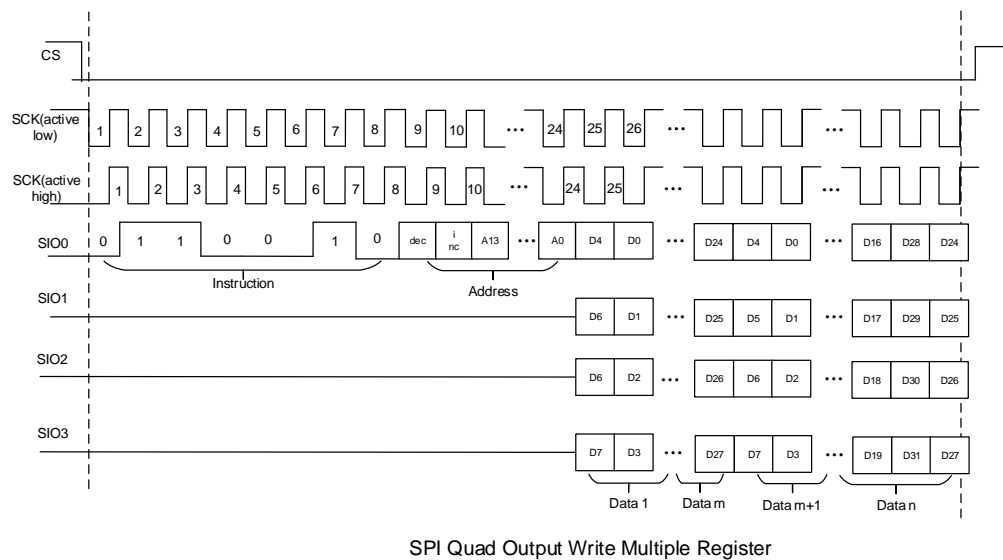 CS
SCK(active low)
1 2 3 4 5 6 7 8 9 10 ... 24 25 26 ... ...
SCK(active high)
1 2 3 4 5 6 7 8 9 10 ... 24 25 ... ...
SIO0
0 1 1 0 0 1 0 dec i nc A13 ... A0 D4 D0 ... D24 D4 D0 ... D16 D28 D24
Instruction
Address
SIO1
D6 D1 ... D25 D5 D1 ... D17 D29 D25
SIO2
D6 D2 ... D26 D6 D2 ... D18 D30 D26
SIO3
D7 D3 ... D27 D7 D3 ... D19 D31 D27
Data 1
Data m
Data m+1
Data n
SPI Quad Output Write Multiple Register